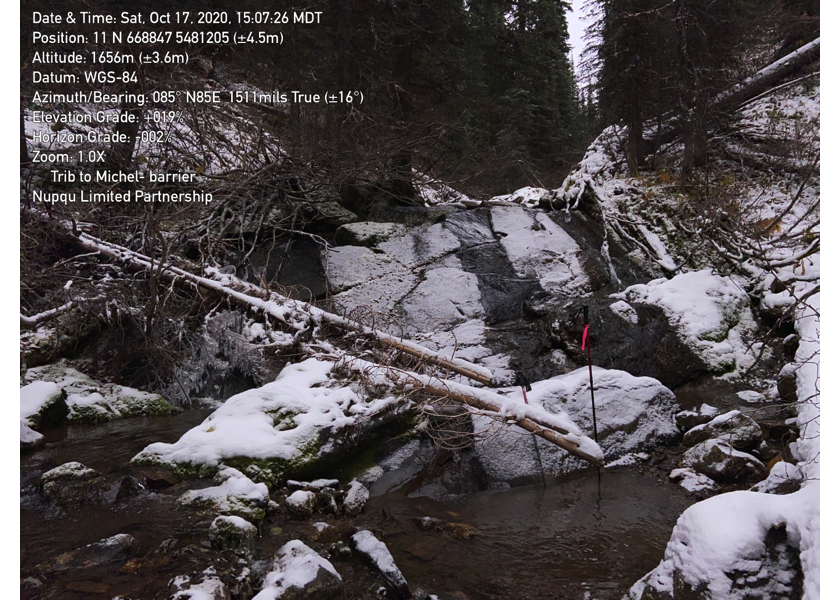 Date & Time: Sat, Oct 17, 2020, 15:07:26 MDT
Position: 11 N 668847 5481205 (±4.5m)
Altitude: 1656m (±3.6m)
Datum: WGS-84
Azimuth/Bearing: 085° N85E 1511mils True (±16°)
Elevation Grade: +019%
Horizon Grade: -002%
Zoom: 1.0X
Trib to Michel- barrier
Nupqu Limited Partnership